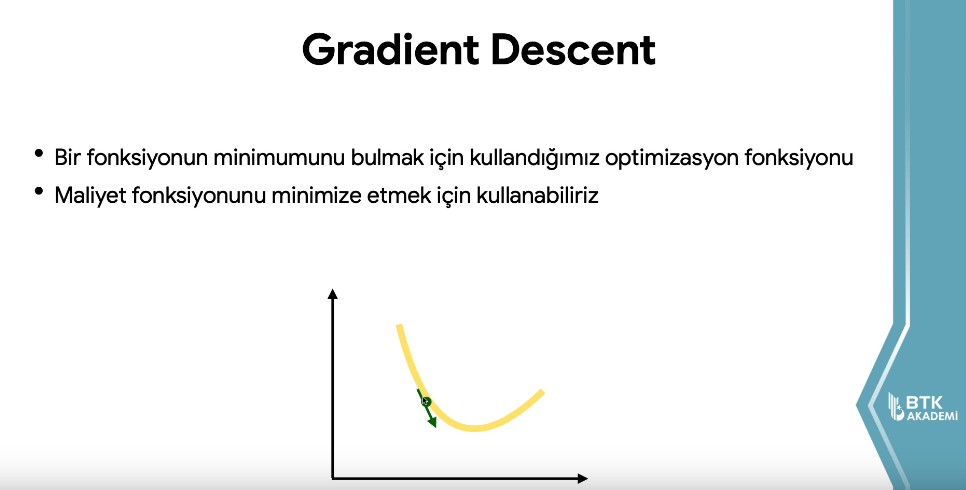 Gradient Descent
• Bir fonksiyonun minimumunu bulmak için kullandığımız optimizasyon fonksiyonu
• Maliyet fonksiyonunu minimize etmek için kullanabiliriz
BTK
AKADEMİ